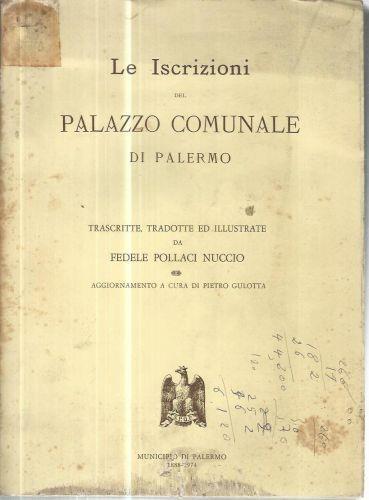 Le Iscrizioni
DEL
PALAZZO COMUNALE
DI PALERMO
TRASCRITTE, TRADOTTE ED ILLUSTRATE
DA
FEDELE POLLACI NUCCIO
AGGIORNAMENTO A CURA DI PIETRO GULOTTA
MUNICIPIO DI PALERMO
1888-1974